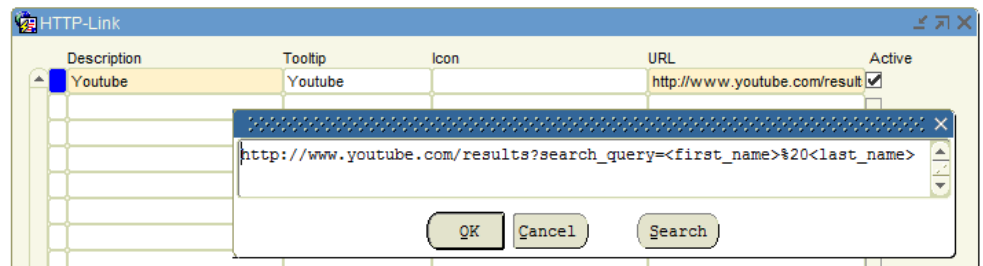 HTTP-Link
Description Tooltip Icon URL Active
Youtube Youtube http://www.youtube.com/result
http://www.youtube.com/results?search_query=<first_name>%20<last_name>
OK Cancel Search